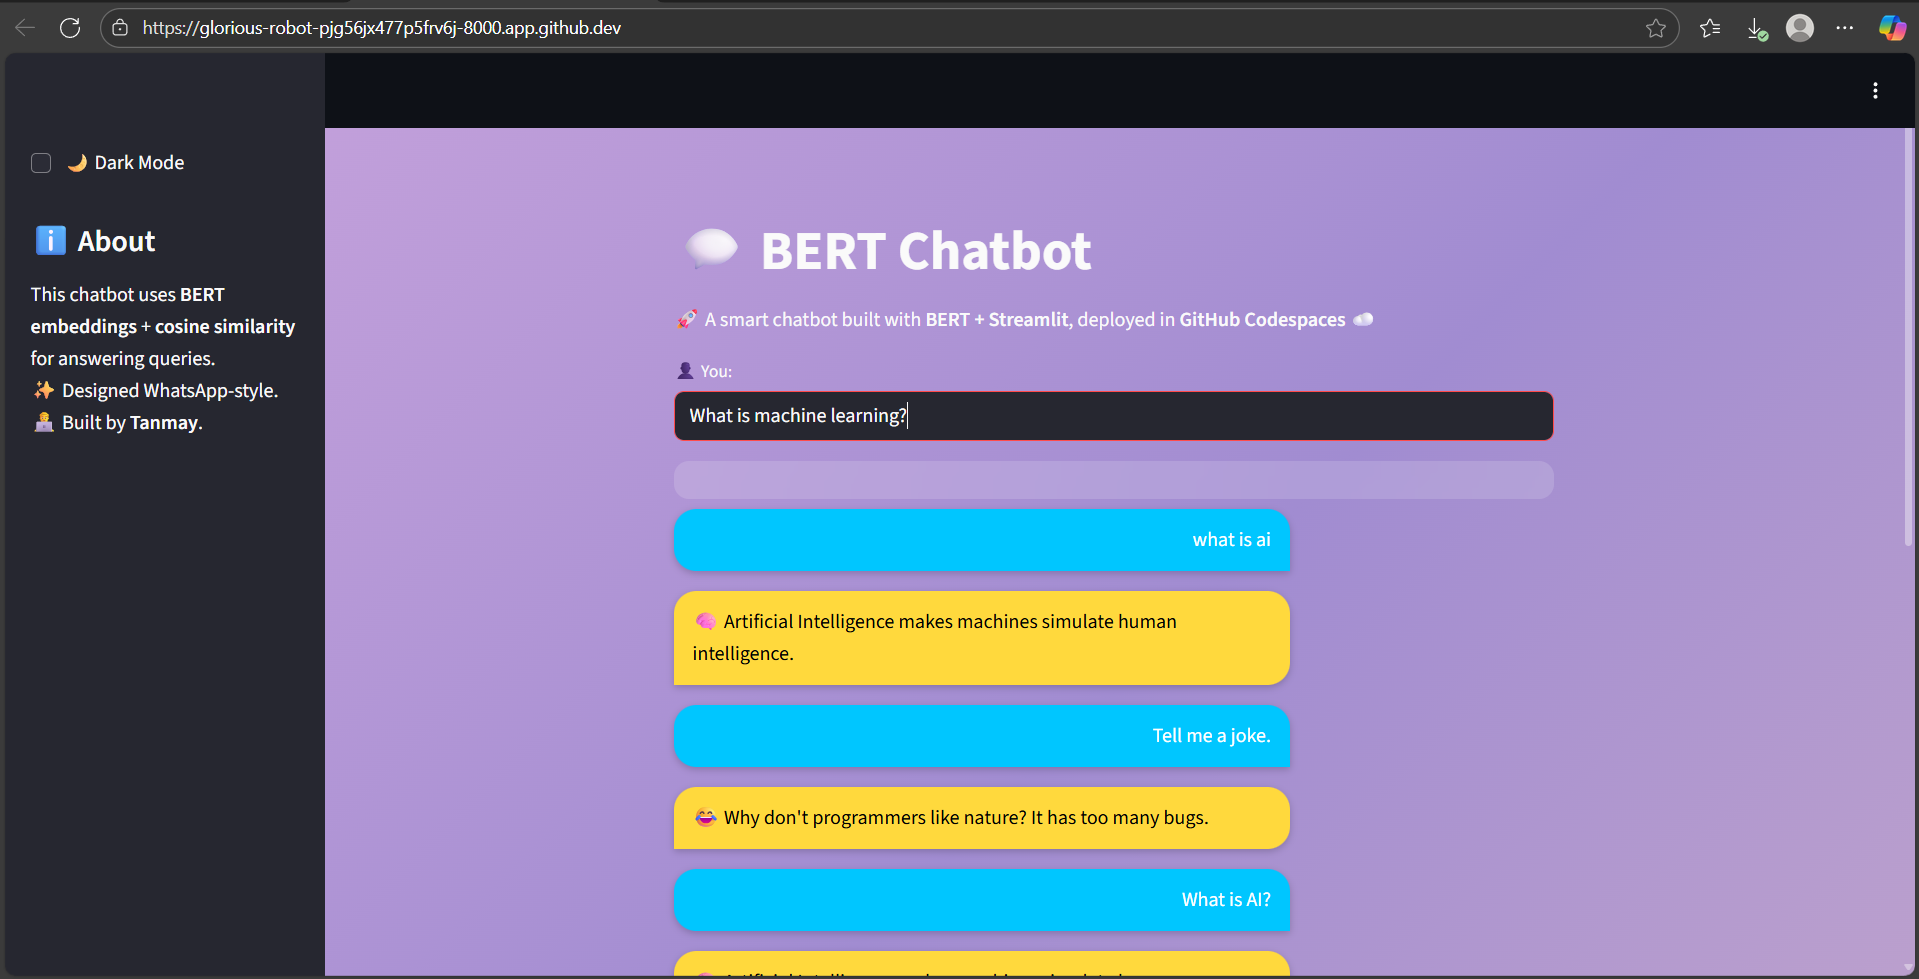 https://glorious-robot-pjg56jx477p5frv6j-8000.app.github.dev
🌙 Dark Mode
ℹ️ About
This chatbot uses BERT
embeddings + cosine similarity
for answering queries.
✨ Designed WhatsApp-style.
🧑‍💻 Built by Tanmay.
💬 BERT Chatbot
🚀 A smart chatbot built with BERT + Streamlit, deployed in GitHub Codespaces ☁️
👤 You:
What is machine learning?
what is ai
🧠 Artificial Intelligence makes machines simulate human
intelligence.
Tell me a joke.
😂 Why don't programmers like nature? It has too many bugs.
What is AI?